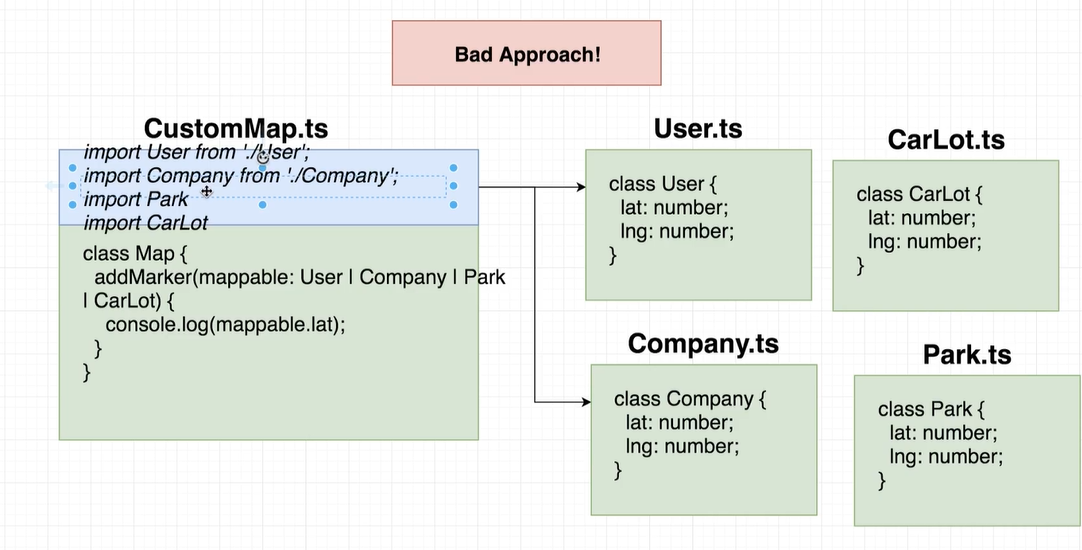 Bad Approach!
CustomMap.ts
import User from './User';
import Company from './Company';
import Park
import CarLot
class Map {
addMarker(mappable: User | Company | Park
| CarLot) {
console.log(mappable.lat);
}
}
User.ts
class User {
lat: number;
lng: number;
}
CarLot.ts
class CarLot {
lat: number;
lng: number;
}
Company.ts
class Company {
lat: number;
lng: number;
}
Park.ts
class Park {
lat: number;
lng: number;
}